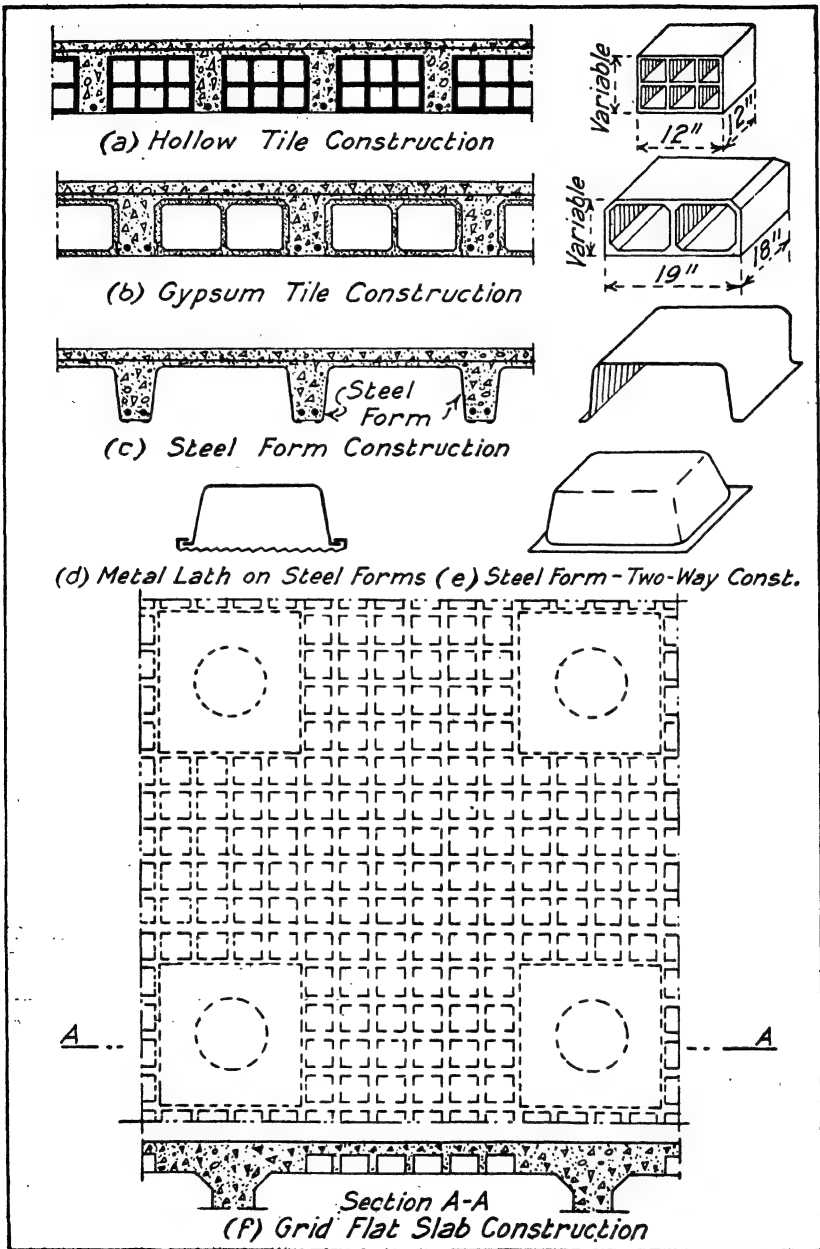 Variable
12"
12"
(a) Hollow Tile Construction
Variable
19"
18"
(b) Gypsum Tile Construction
Steel
Form
(c) Steel Form Construction
(d) Metal Lath on Steel Forms (e) Steel Form-Two-Way Const.
A
A
Section A-A
(f) Grid Flat Slab Construction